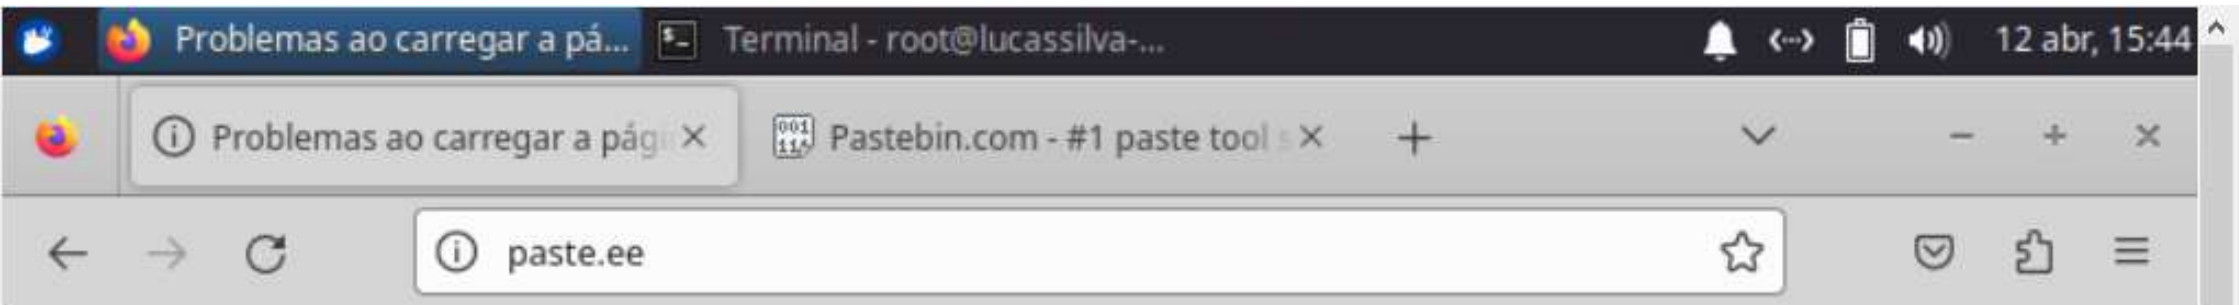 Problemas ao carregar a pá... Terminal - root@lucassilva-... 12 abr, 15:44
Problemas ao carregar a pági Pastebin.com - #1 paste tool s
paste.ee